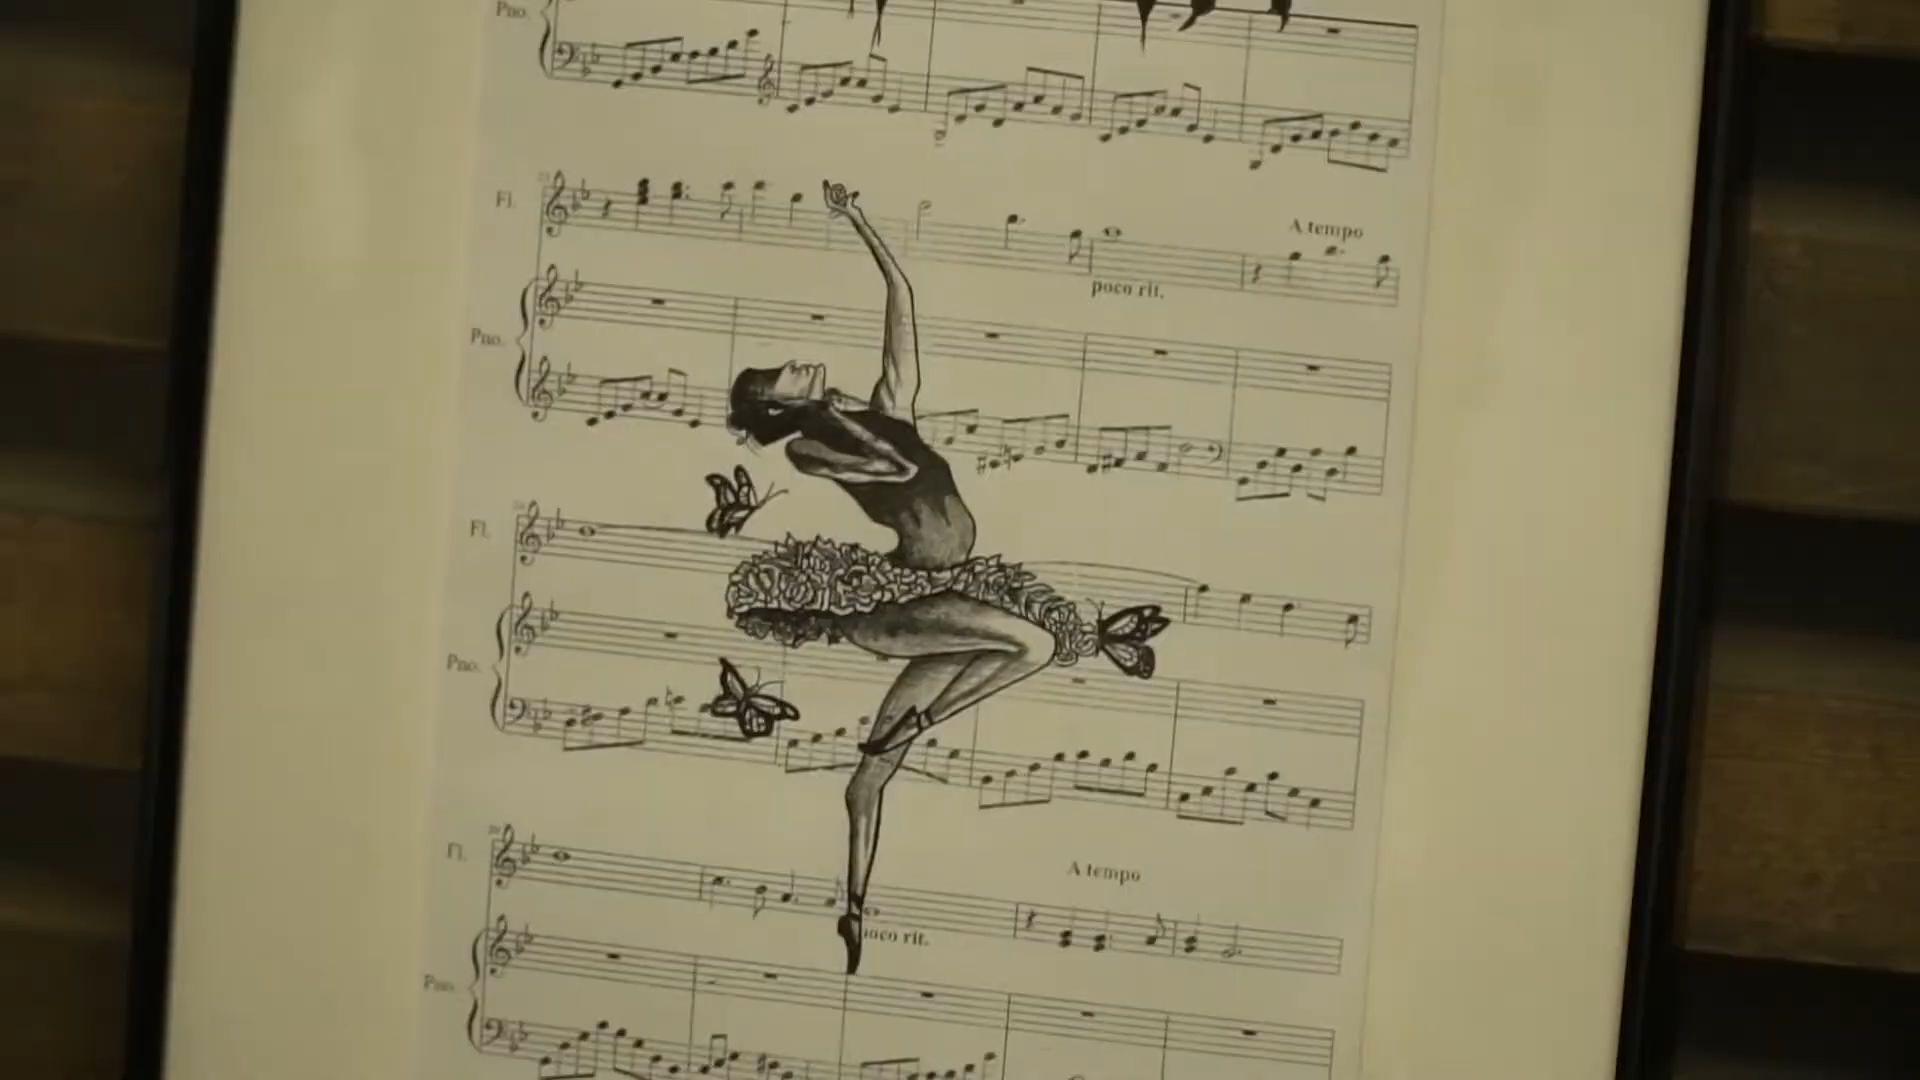 Pno.
Fl.
A tempo
poco rit.
Pno.
Fl.
Pno.
Fl.
A tempo
poco rit.
Pno.